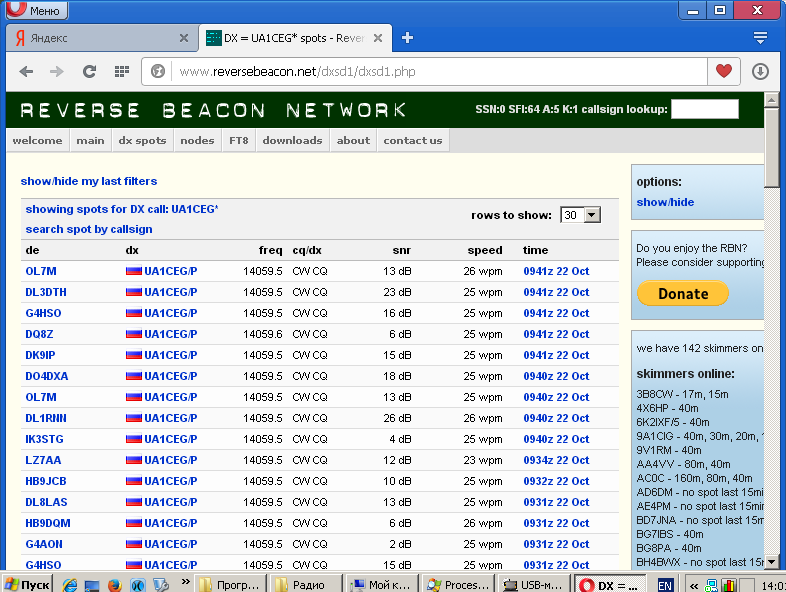 Меню
Яндекс
DX = UA1CEG* spots - Rever
www.reversebeacon.net/dxsd1/dxsd1.php
REVERSE BEACON NETWORK
SSN:0 SFI:64 A:5 K:1 callsign lookup:
welcome main dx spots nodes FT8 downloads about contact us
show/hide my last filters
showing spots for DX call: UA1CEG*
search spot by callsign
rows to show: 30
de dx freq cq/dx snr speed time
OL7M UA1CEG/P 14059.5 CW CQ 13 dB 26 wpm 0941z 22 Oct
DL3DTH UA1CEG/P 14059.5 CW CQ 23 dB 25 wpm 0941z 22 Oct
G4HSO UA1CEG/P 14059.5 CW CQ 16 dB 25 wpm 0941z 22 Oct
DQ8Z UA1CEG/P 14059.6 CW CQ 6 dB 25 wpm 0941z 22 Oct
DK9IP UA1CEG/P 14059.5 CW CQ 15 dB 25 wpm 0941z 22 Oct
DO4DXA UA1CEG/P 14059.5 CW CQ 18 dB 25 wpm 0940z 22 Oct
OL7M UA1CEG/P 14059.5 CW CQ 13 dB 25 wpm 0940z 22 Oct
DL1RNN UA1CEG/P 14059.5 CW CQ 26 dB 26 wpm 0940z 22 Oct
IK3STG UA1CEG/P 14059.5 CW CQ 4 dB 25 wpm 0940z 22 Oct
LZ7AA UA1CEG/P 14059.5 CW CQ 12 dB 23 wpm 0934z 22 Oct
HB9JCB UA1CEG/P 14059.5 CW CQ 10 dB 25 wpm 0932z 22 Oct
DL8LAS UA1CEG/P 14059.5 CW CQ 13 dB 25 wpm 0931z 22 Oct
HB9DQM UA1CEG/P 14059.5 CW CQ 6 dB 26 wpm 0931z 22 Oct
G4AON UA1CEG/P 14059.5 CW CQ 2 dB 25 wpm 0931z 22 Oct
G4HSO UA1CEG/P 14059.5 CW CQ 15 dB 25 wpm 0931z 22 Oct
options:
show/hide
Do you enjoy the RBN?
Please consider supporting
Donate
we have 142 skimmers on
skimmers online:
3B8CW - 17m, 15m
4X6HP - 40m
6K2IXF/5 - 40m
9A1CIG - 40m, 30m, 20m, 1
9V1RM - 40m
AA4VV - 80m, 40m
AC0C - 160m, 80m, 40m
AD6DM - no spot last 15mi
AE4PM - no spot last 15min
BD7JNA - no spot last 15m
BG7IBS - 40m
BG8PA - 40m
BH4BWX - no spot last 15m
Пуск » Прогр... Радио Мой к... Proces... USB-м... DX = ... EN « 14:0